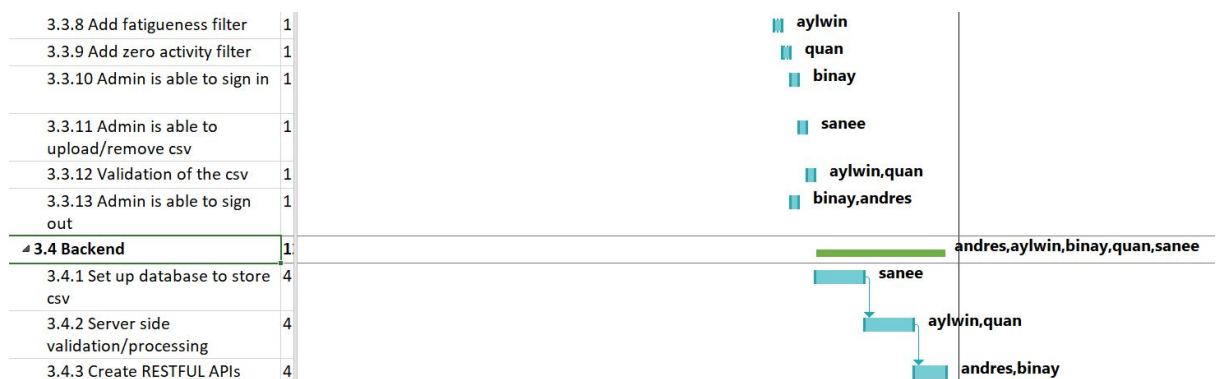 3.3.8 Add fatigueness filter 1 aylwin
3.3.9 Add zero activity filter 1 quan
3.3.10 Admin is able to sign in 1 binay
3.3.11 Admin is able to 1 sanee
upload/remove csv
3.3.12 Validation of the csv 1 aylwin,quan
3.3.13 Admin is able to sign 1 binay,andres
out
3.4 Backend 1 andres,aylwin,binay,quan,sanee
3.4.1 Set up database to store 4 sanee
csv
3.4.2 Server side 4 aylwin,quan
validation/processing
3.4.3 Create RESTFUL APIs 4 andres,binay